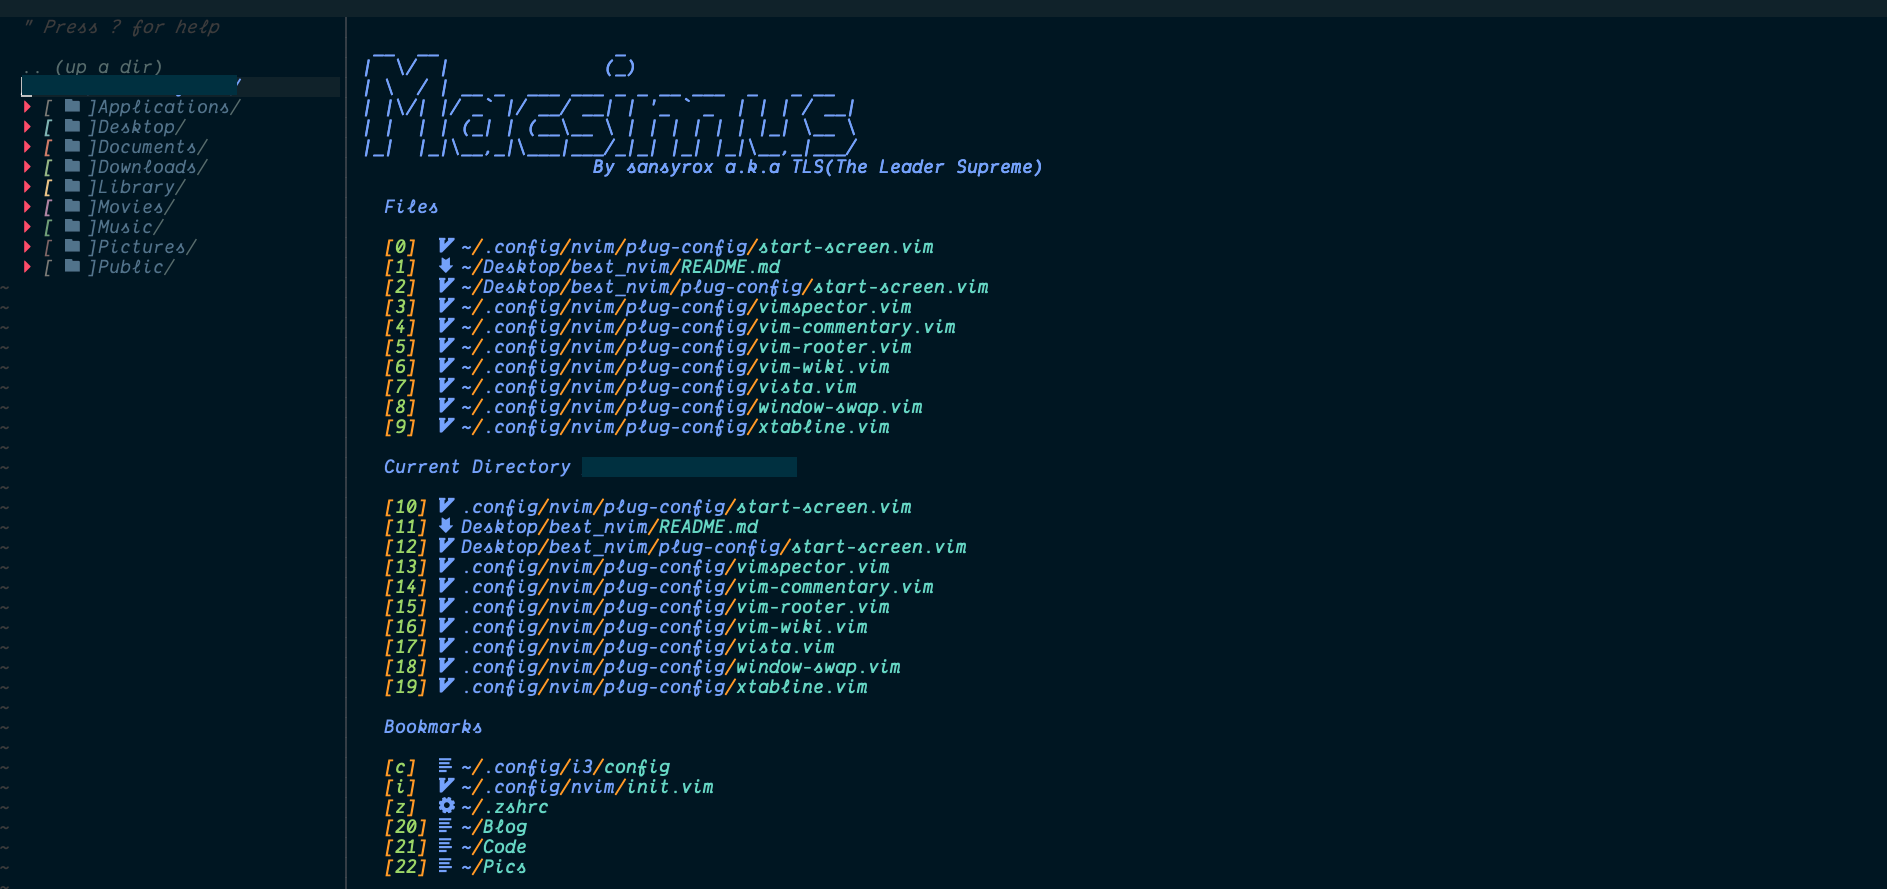 " Press ? for help
.. (up a dir)
/
[ ]Applications/
[ ]Desktop/
[ ]Documents/
[ ]Downloads/
[ ]Library/
[ ]Movies/
[ ]Music/
[ ]Pictures/
[ ]Public/
Macsimus
By sansyrox a.k.a TLS(The Leader Supreme)
Files
[0] ~/.config/nvim/plug-config/start-screen.vim
[1] ~/Desktop/best_nvim/README.md
[2] ~/Desktop/best_nvim/plug-config/start-screen.vim
[3] ~/.config/nvim/plug-config/vimspector.vim
[4] ~/.config/nvim/plug-config/vim-commentary.vim
[5] ~/.config/nvim/plug-config/vim-rooter.vim
[6] ~/.config/nvim/plug-config/vim-wiki.vim
[7] ~/.config/nvim/plug-config/vista.vim
[8] ~/.config/nvim/plug-config/window-swap.vim
[9] ~/.config/nvim/plug-config/xtabline.vim
Current Directory
[10] .config/nvim/plug-config/start-screen.vim
[11] Desktop/best_nvim/README.md
[12] Desktop/best_nvim/plug-config/start-screen.vim
[13] .config/nvim/plug-config/vimspector.vim
[14] .config/nvim/plug-config/vim-commentary.vim
[15] .config/nvim/plug-config/vim-rooter.vim
[16] .config/nvim/plug-config/vim-wiki.vim
[17] .config/nvim/plug-config/vista.vim
[18] .config/nvim/plug-config/window-swap.vim
[19] .config/nvim/plug-config/xtabline.vim
Bookmarks
[c] ~/.config/i3/config
[i] ~/.config/nvim/init.vim
[z] ~/.zshrc
[20] ~/Blog
[21] ~/Code
[22] ~/Pics